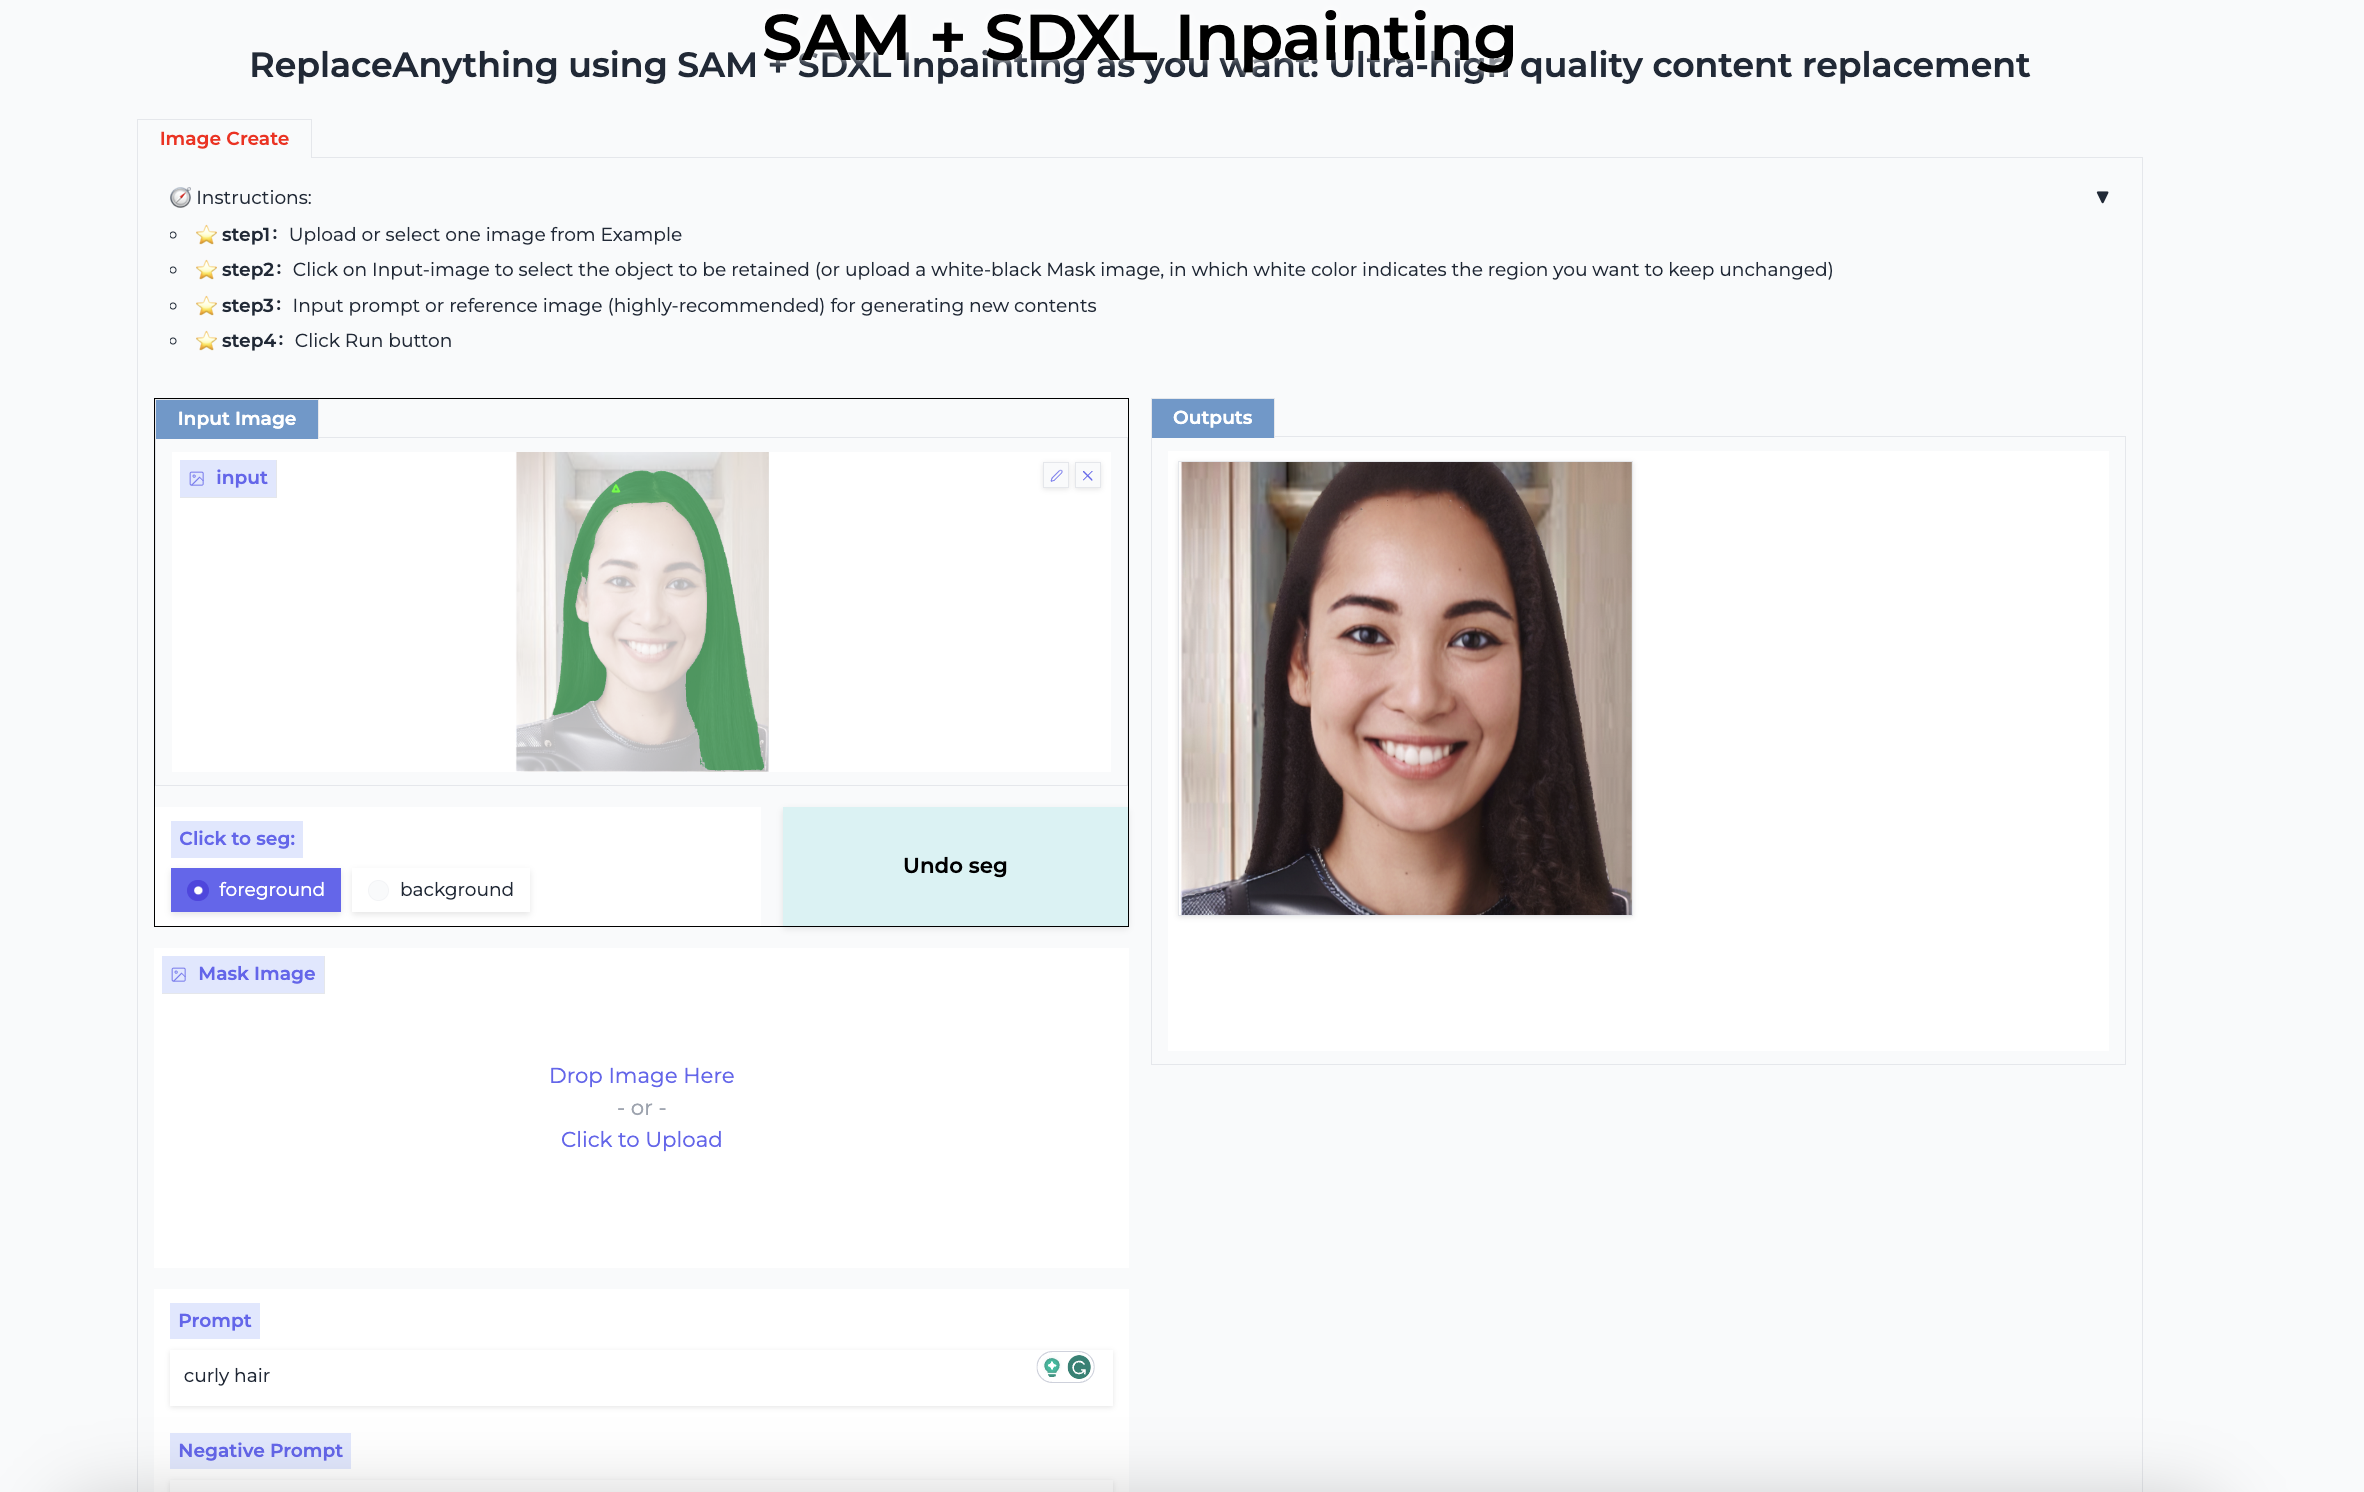 SAM + SDXL Inpainting
ReplaceAnything using SAM + SDXL Inpainting as you want: Ultra-high quality content replacement
Image Create
Instructions:
step1: Upload or select one image from Example
step2: Click on Input-image to select the object to be retained (or upload a white-black Mask image, in which white color indicates the region you want to keep unchanged)
step3: Input prompt or reference image (highly-recommended) for generating new contents
step4: Click Run button
Input Image
input
Click to seg:
foreground
background
Undo seg
Mask Image
Drop Image Here
- or -
Click to Upload
Prompt
curly hair
Negative Prompt
Outputs